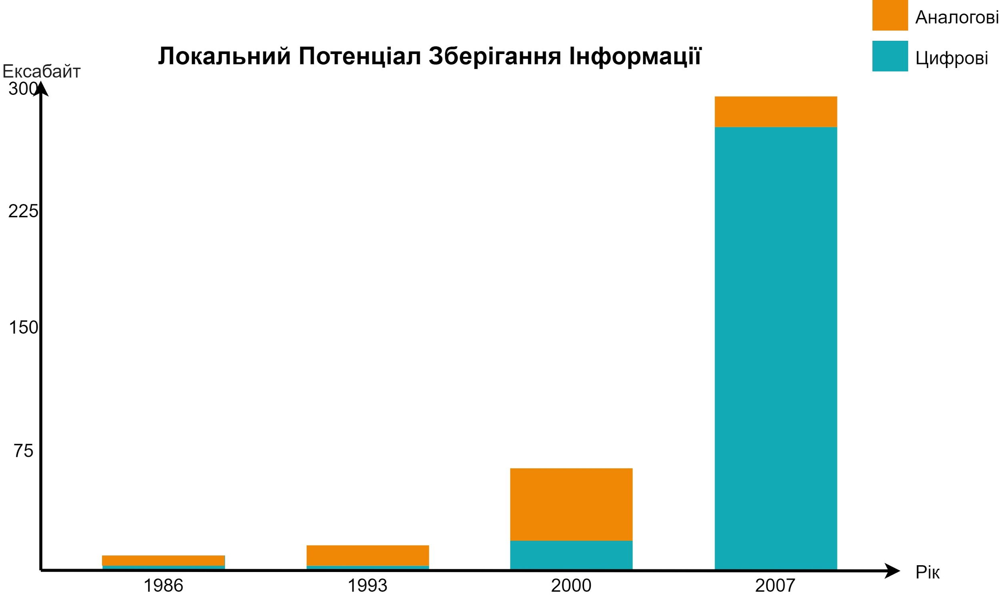 Аналогові
Цифрові
Локальний Потенціал Зберігання Інформації
Ексабайт
300
225
150
75
Рік
1986 1993 2000 2007